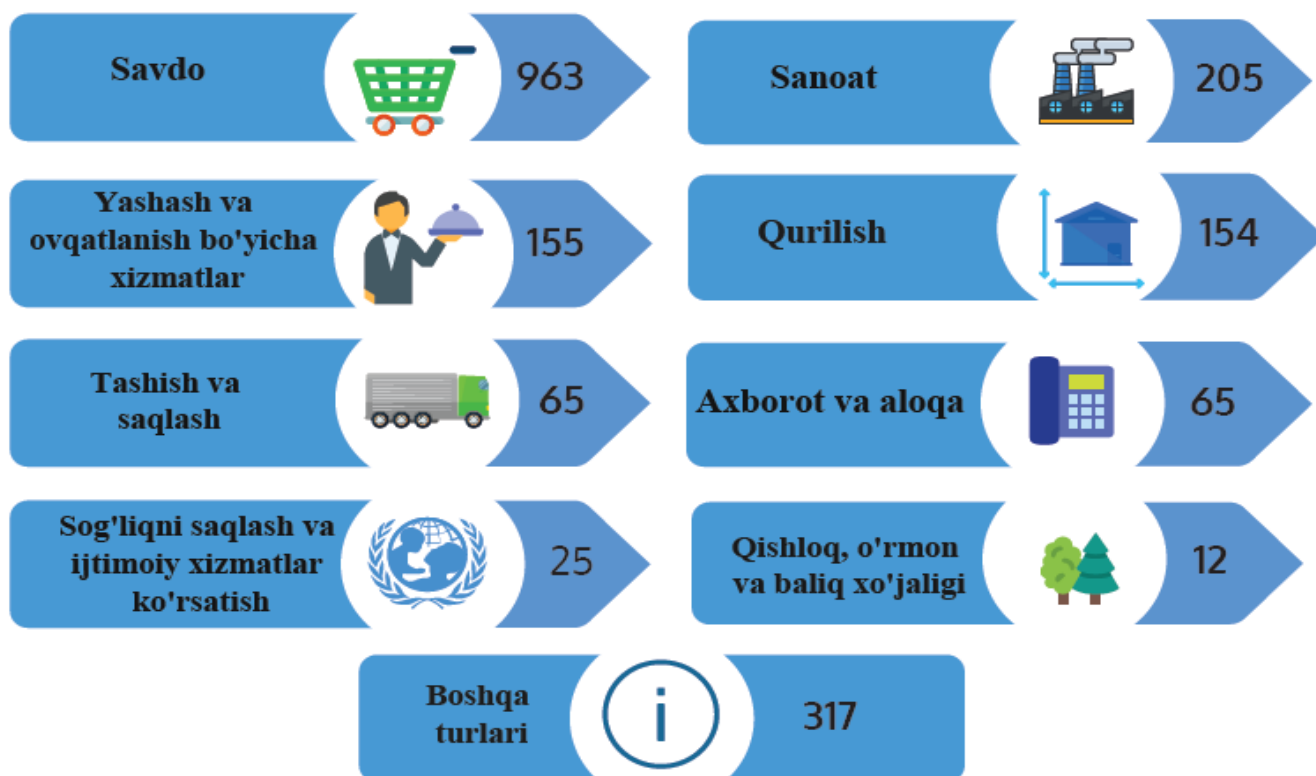 Savdo
963
Sanoat
205
Yashash va
ovqatlanish bo'yicha
xizmatlar
155
Qurilish
154
Tashish va
saqlash
65
Axborot va aloqa
65
Sog'liqni saqlash va
ijtimoiy xizmatlar
ko'rsatish
25
Qishloq, o'rmon
va baliq xo'jaligi
12
Boshqa
turlari
i
317